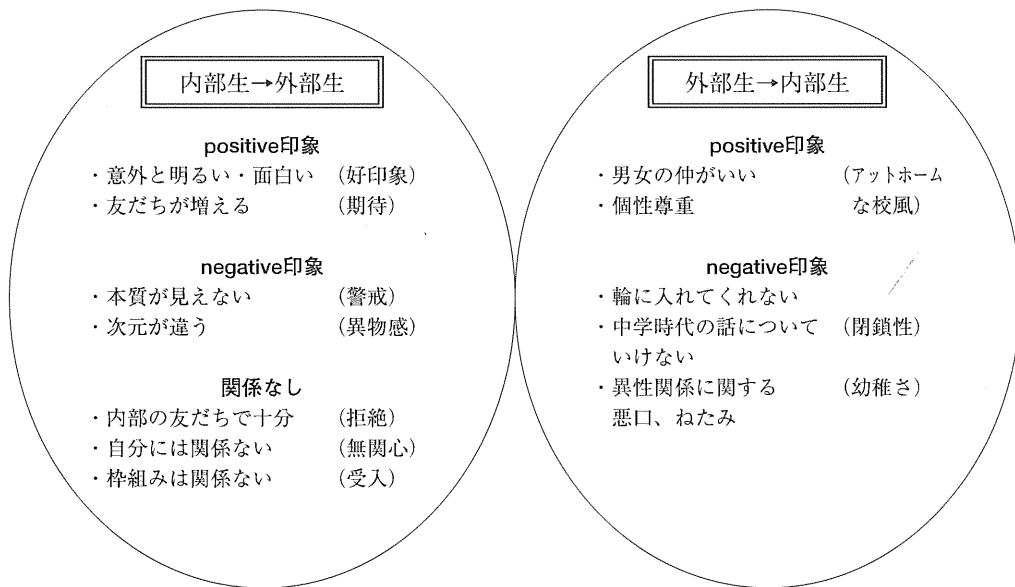 内部生→外部生
positive印象
・意外と明るい・面白い （好印象）
・友だちが増える （期待）
negative印象
・本質が見えない （警戒）
・次元が違う （異物感）
関係なし
・内部の友だちで十分 （拒絶）
・自分には関係ない （無関心）
・枠組みは関係ない （受入）
外部生→内部生
positive印象
・男女の仲がいい （アットホーム
・個性尊重 な校風）
negative印象
・輪に入れてくれない
・中学時代の話について （閉鎖性）
いけない
・異性関係に関する （幼稚さ）
悪口、ねたみ